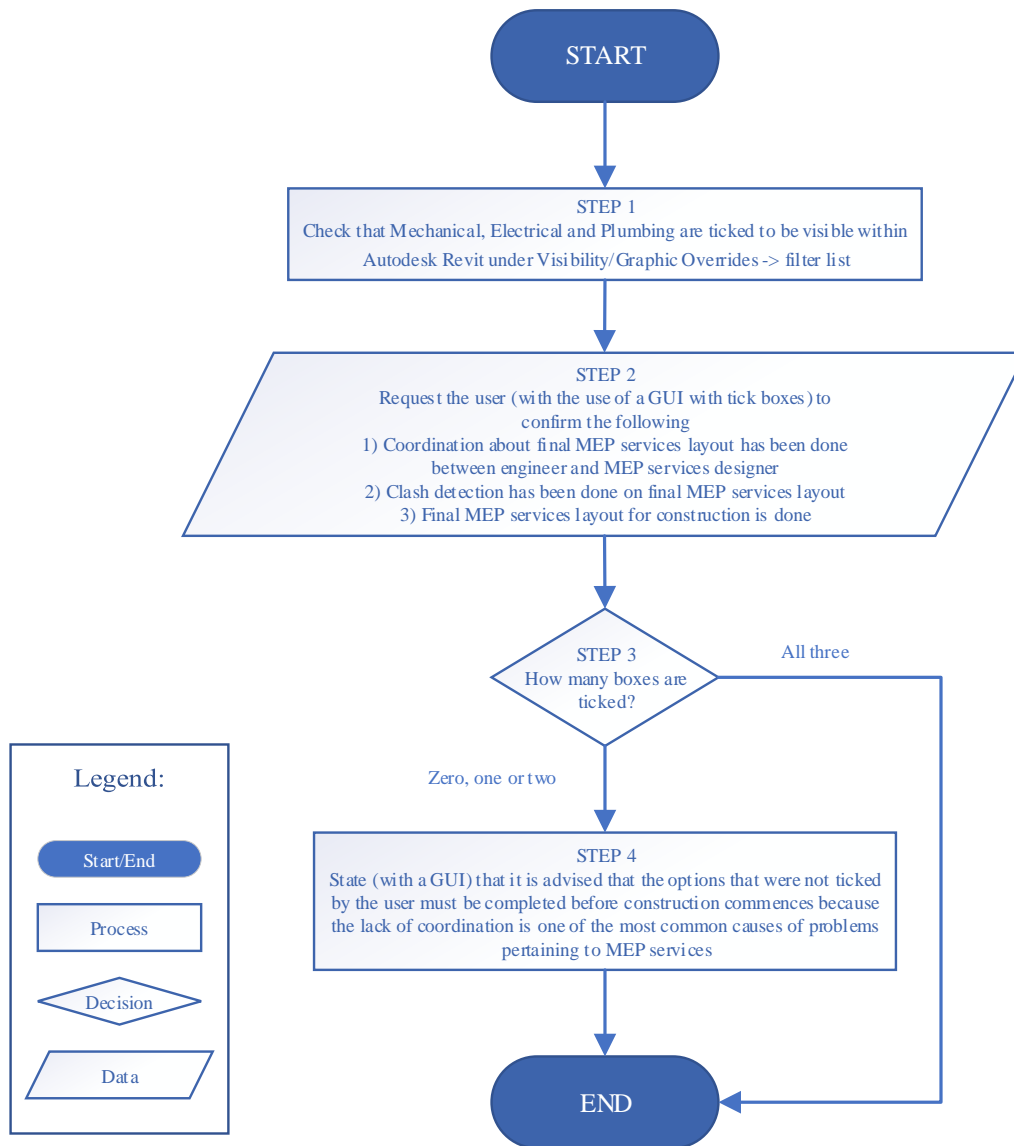 START
STEP 1
Check that Mechanical, Electrical and Plumbing are ticked to be visible within
Autodesk Revit under Visibility/Graphic Overrides -> filter list
STEP 2
Request the user (with the use of a GUI with tick boxes) to
confirm the following
1) Coordination about final MEP services layout has been done
between engineer and MEP services designer
2) Clash detection has been done on final MEP services layout
3) Final MEP services layout for construction is done
STEP 3
How many boxes are
ticked?
All three
Zero, one or two
STEP 4
State (with a GUI) that it is advised that the options that were not ticked
by the user must be completed before construction commences because
the lack of coordination is one of the most common causes of problems
pertaining to MEP services
END
Legend:
Start/End
Process
Decision
Data